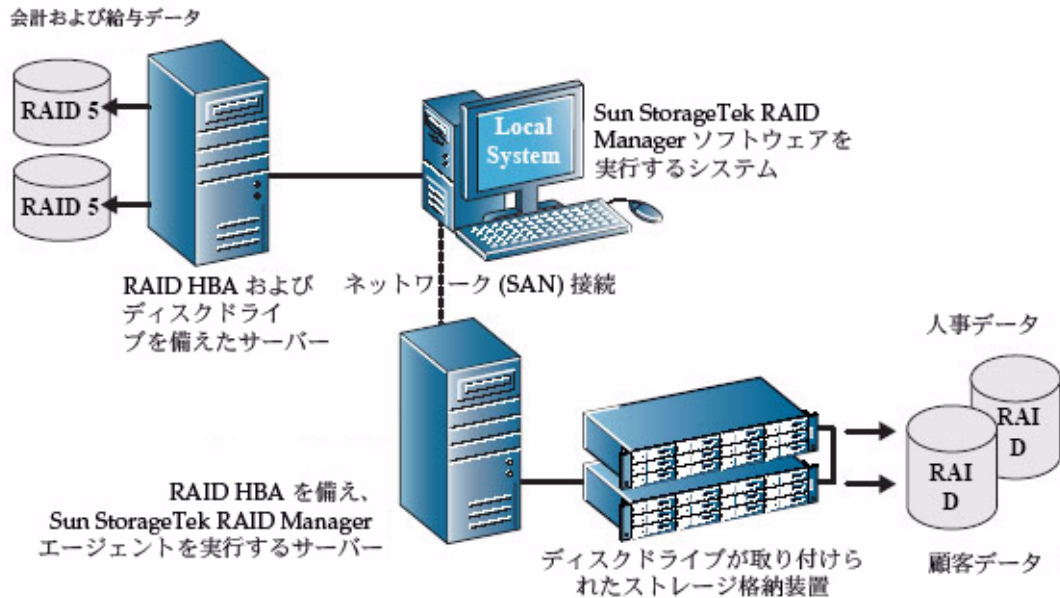 会計および給与データ
RAID 5
RAID 5
Local
System
Sun StorageTek RAID
Manager ソフトウェアを
実行するシステム
RAID HBA および
ディスクドライ
ブを備えたサーバー
ネットワーク (SAN) 接続
人事データ
RAI
D
RAI
D
RAID HBA を備え、
Sun StorageTek RAID Manager
エージェントを実行するサーバー
ディスクドライブが取り付けら
れたストレージ格納装置
顧客データ